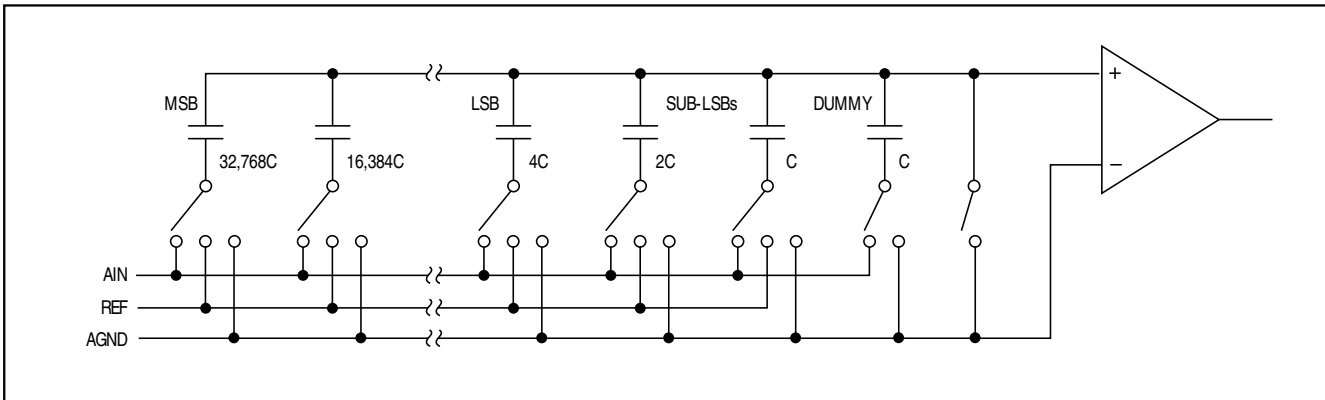 MSB
LSB
SUB-LSBs
DUMMY
32,768C
16,384C
4C
2C
C
C
+
−
AIN
REF
AGND